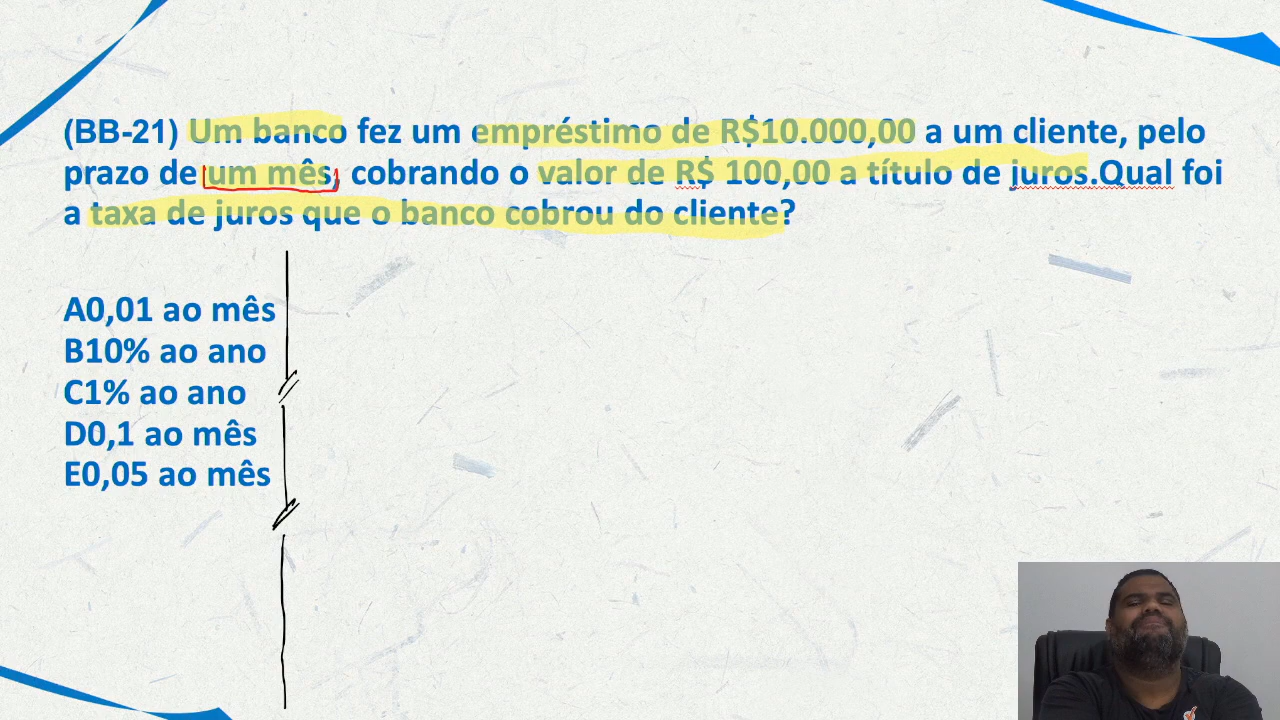 (BB-21) Um banco fez um empréstimo de R$10.000,00 a um cliente, pelo
prazo de um mês, cobrando o valor de R$ 100,00 a título de juros.Qual foi
a taxa de juros que o banco cobrou do cliente?
A0,01 ao mês
B10% ao ano
C1% ao ano
D0,1 ao mês
E0,05 ao mês